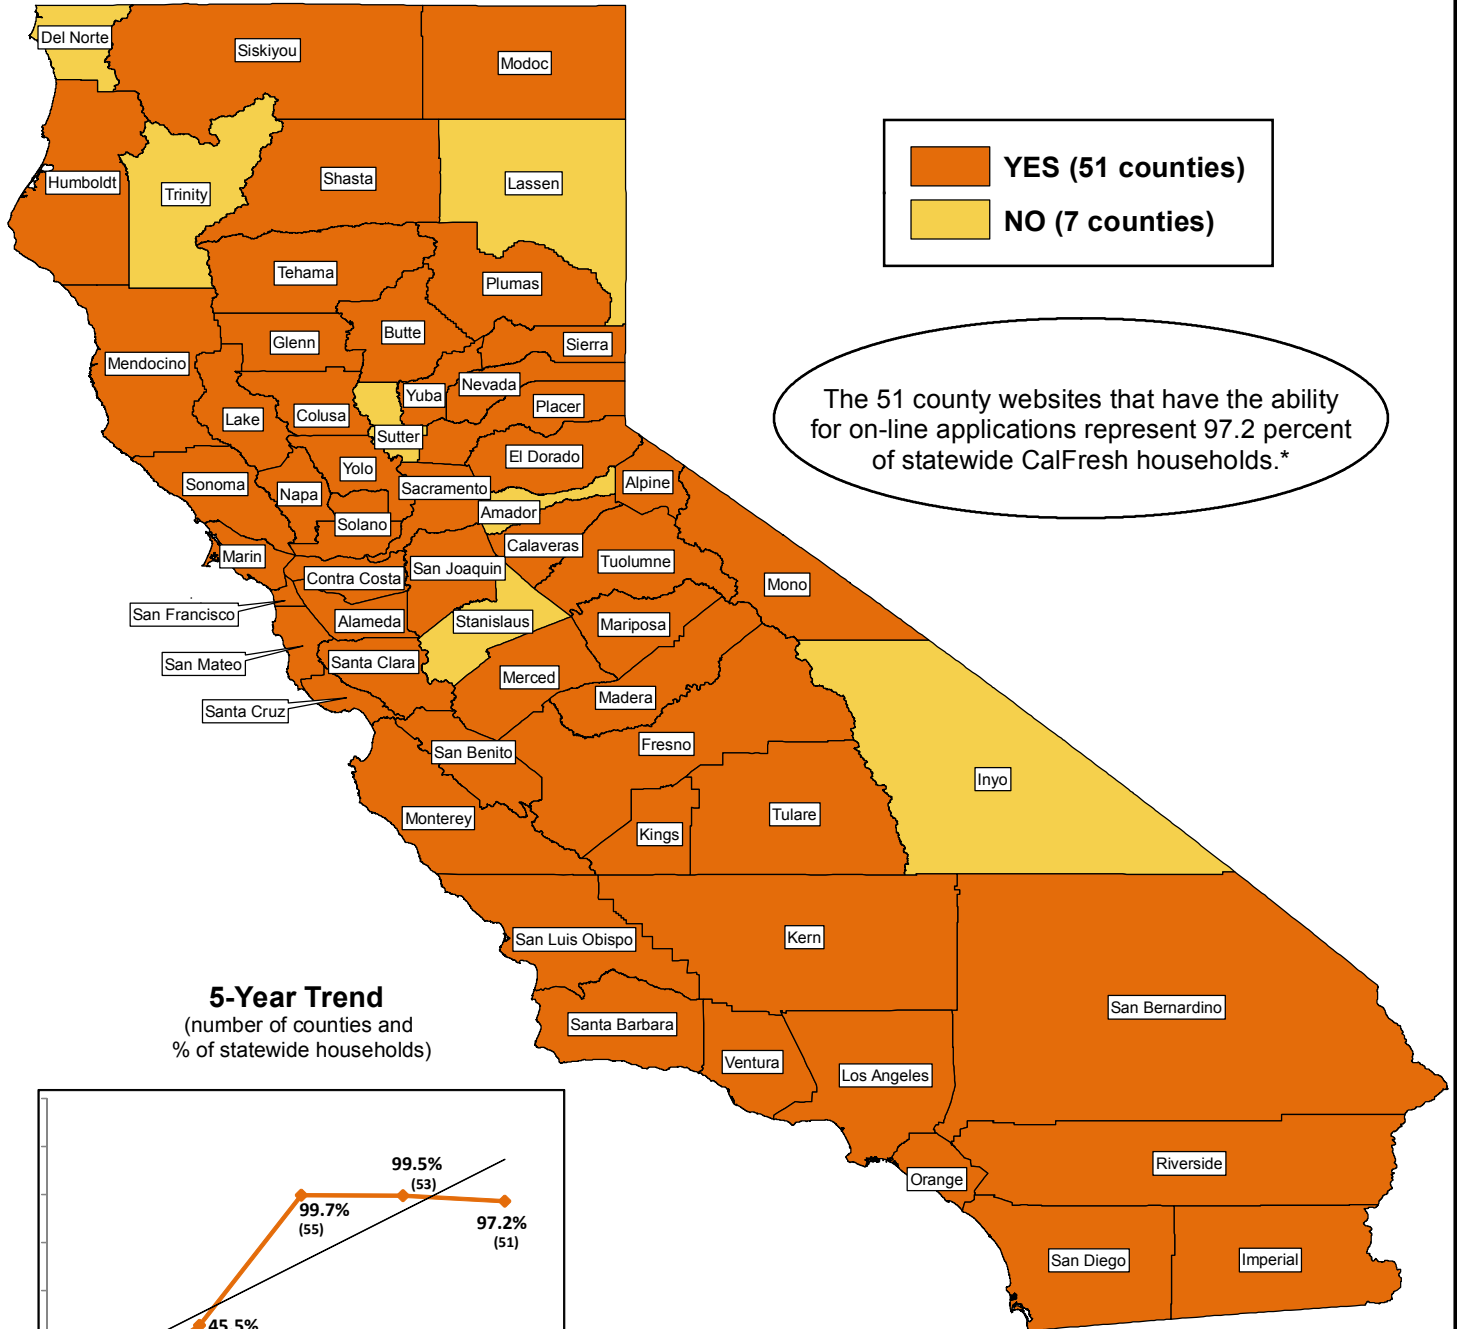 Del Norte
Siskiyou
Modoc
Humboldt
Trinity
Shasta
Lassen
YES (51 counties)
NO (7 counties)
Tehama
Plumas
Glenn
Butte
Sierra
Mendocino
Lake
Colusa
Yuba
Nevada
Placer
Sutter
The 51 county websites that have the ability
for on-line applications represent 97.2 percent
of statewide CalFresh households.*
Sonoma
Napa
Yolo
Sacramento
El Dorado
Alpine
Solano
Amador
Marin
Contra Costa
San Joaquin
Calaveras
Tuolumne
Mono
San Francisco
Alameda
Stanislaus
Mariposa
San Mateo
Santa Clara
Merced
Madera
Santa Cruz
San Benito
Fresno
Inyo
Monterey
Kings
Tulare
San Luis Obispo
Kern
San Bernardino
Santa Barbara
Ventura
Los Angeles
Orange
Riverside
San Diego
Imperial
5-Year Trend
(number of counties and
% of statewide households)
99.5%
(53)
99.7%
(55)
97.2%
(51)
45.5%